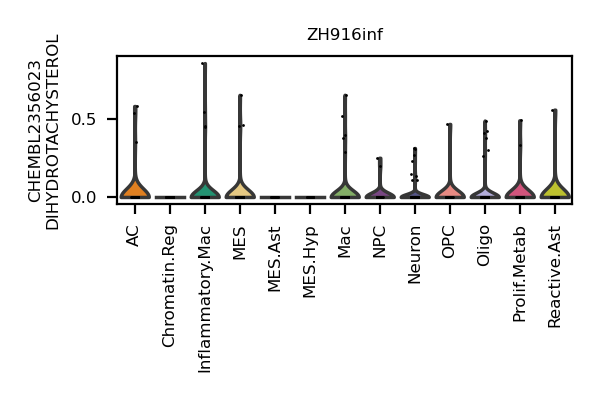 ZH916inf
CHEMBL2356023
DIHYDROTACHYSTEROL
0.5
0.0
AC
Chromatin.Reg
Inflammatory.Mac
MES
MES.Ast
MES.Hyp
Mac
NPC
Neuron
OPC
Oligo
Prolif.Metab
Reactive.Ast